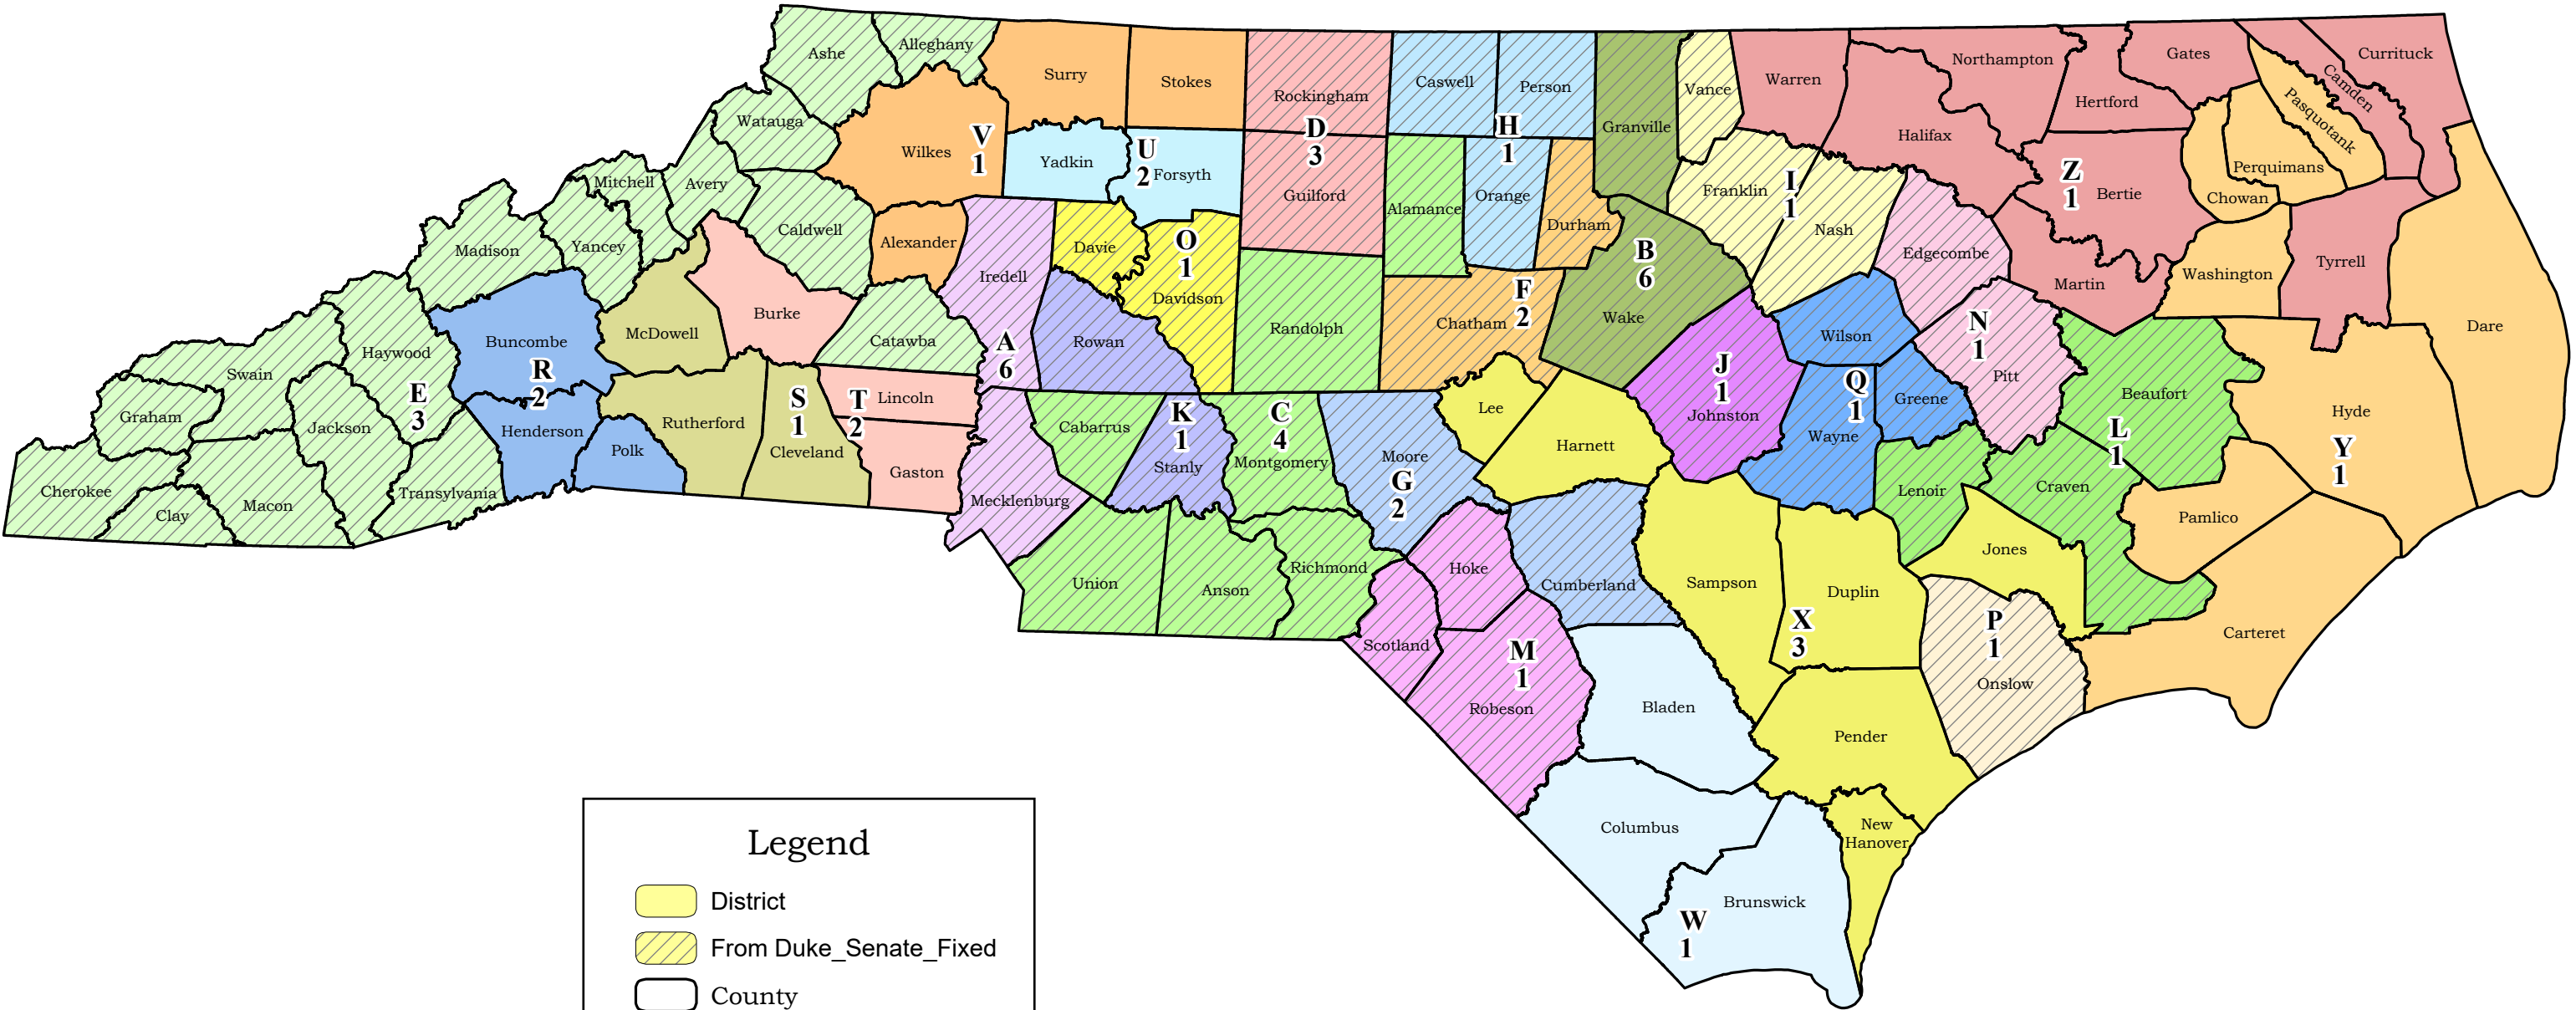 Ashe
Alleghany
Surry
Stokes
Rockingham
Caswell
Person
Granville
Vance
Warren
Northampton
Gates
Currituck
Camden
Pasquotank
Hertford
Halifax
Perquimans
Chowan
Bertie
Watauga
Wilkes
V
1
Yadkin
U
2
Forsyth
D
3
Guilford
H
1
Alamance
Orange
Durham
Franklin
I
1
Nash
Z
1
Edgecombe
Martin
Washington
Tyrrell
Dare
Mitchell
Avery
Caldwell
Alexander
Iredell
Davie
O
1
Davidson
Randolph
Chatham
F
2
B
6
Wake
Madison
Yancey
Buncombe
McDowell
Burke
Catawba
A
6
Rowan
Wilson
N
1
Pitt
Beaufort
Hyde
Y
1
Haywood
Swain
Graham
Jackson
E
3
R
2
Henderson
Polk
Rutherford
S
1
Cleveland
T
2
Lincoln
Gaston
Mecklenburg
Cabarrus
K
1
Stanly
C
4
Montgomery
Moore
G
2
Lee
Harnett
J
1
Johnston
Q
1
Wayne
Greene
Lenoir
L
1
Craven
Pamlico
Cherokee
Clay
Macon
Transylvania
Union
Anson
Richmond
Hoke
Scotland
Cumberland
Sampson
Duplin
X
3
Jones
P
1
Onslow
Carteret
M
1
Robeson
Bladen
Pender
Columbus
New
Hanover
Brunswick
W
1
Legend
District
From Duke_Senate_Fixed
County